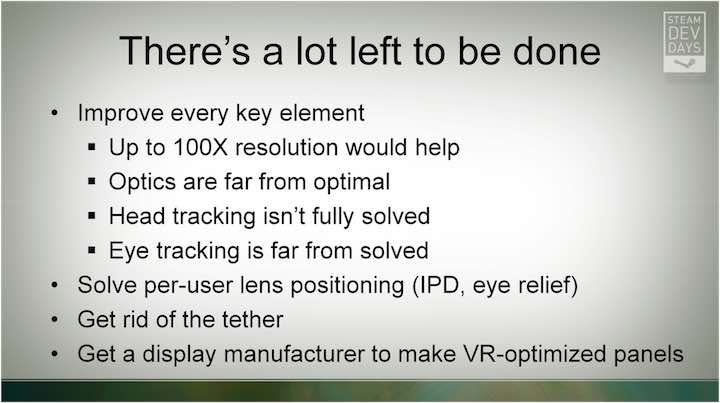 There's a lot left to be done
STEAM
DEV
DAYS
• Improve every key element
▪ Up to 100X resolution would help
▪ Optics are far from optimal
▪ Head tracking isn't fully solved
▪ Eye tracking is far from solved
• Solve per-user lens positioning (IPD, eye relief)
• Get rid of the tether
• Get a display manufacturer to make VR-optimized panels